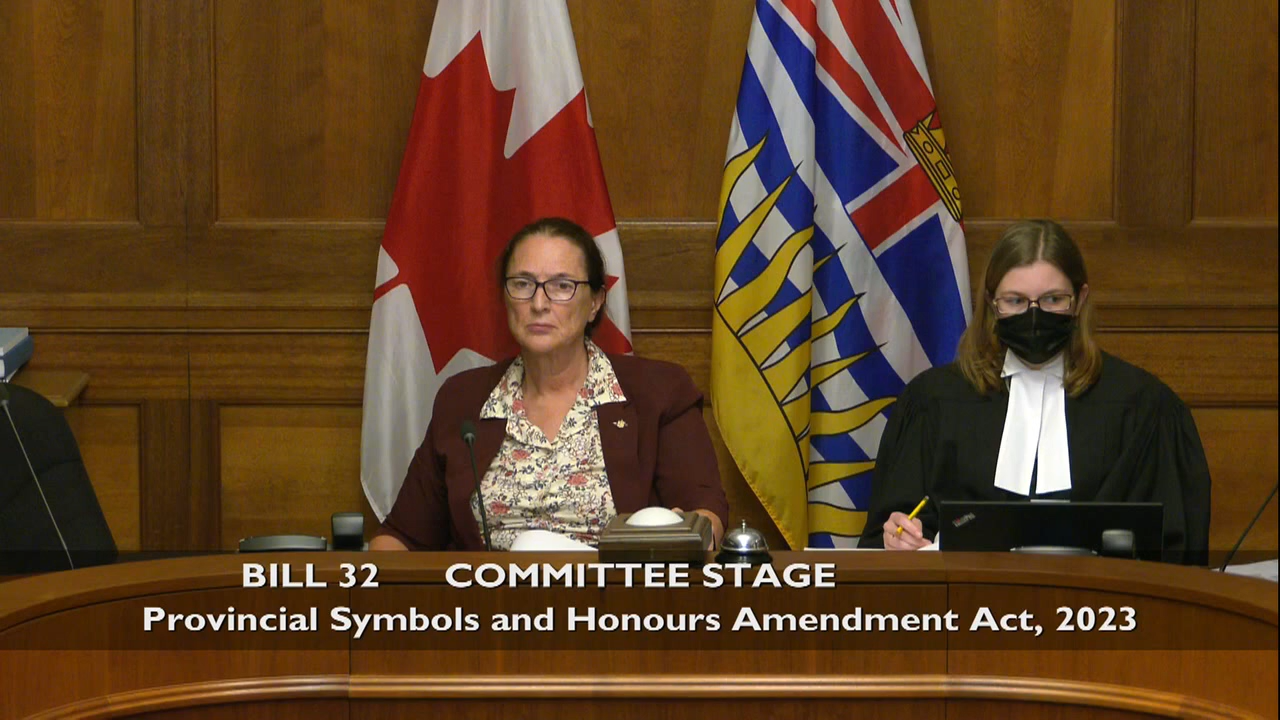 BILL 32 COMMITTEE STAGE
Provincial Symbols and Honours Amendment Act, 2023